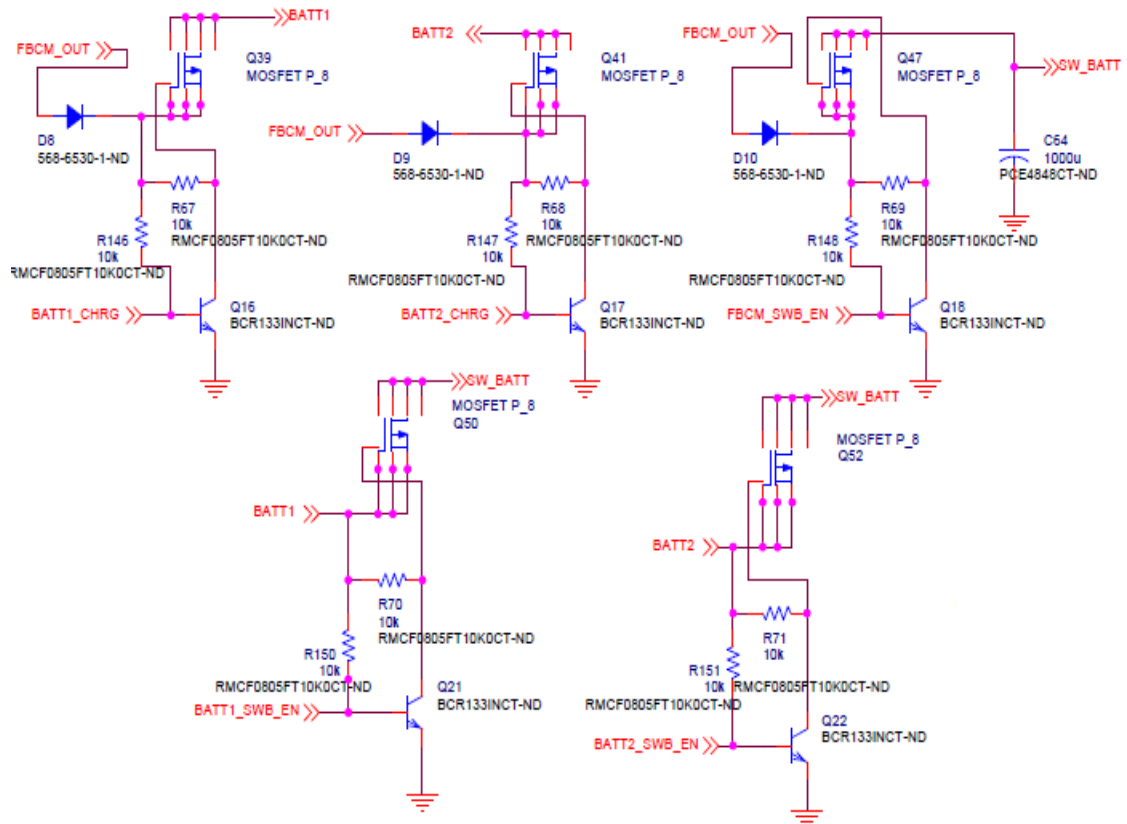 BATT1
FBCM_OUT
Q39
MOSFET P_8
D8
568-6530-1-ND
R67
10k
RMCF0805FT10K0CT-ND
R146
10k
RMCF0805FT10K0CT-ND
BATT1_CHRG
Q16
BCR133INCT-ND
BATT2
Q41
MOSFET P_8
FBCM_OUT
D9
568-6530-1-ND
R68
10k
RMCF0805FT10K0CT-ND
R147
10k
RMCF0805FT10K0CT-ND
BATT2_CHRG
Q17
BCR133INCT-ND
FBCM_OUT
Q47
MOSFET P_8
SW_BATT
D10
568-6530-1-ND
C64
1000u
PCE4848CT-ND
R69
10k
RMCF0805FT10K0CT-ND
R148
10k
RMCF0805FT10K0CT-ND
FBCM_SWB_EN
Q18
BCR133INCT-ND
SW_BATT
MOSFET P_8
Q50
BATT1
R70
10k
RMCF0805FT10K0CT-ND
R150
10k
RMCF0805FT10K0CT-ND
BATT1_SWB_EN
Q21
BCR133INCT-ND
SW_BATT
MOSFET P_8
Q52
BATT2
R71
10k
RMCF0805FT10K0CT-ND
R151
10k
RMCF0805FT10K0CT-ND
BATT2_SWB_EN
Q22
BCR133INCT-ND